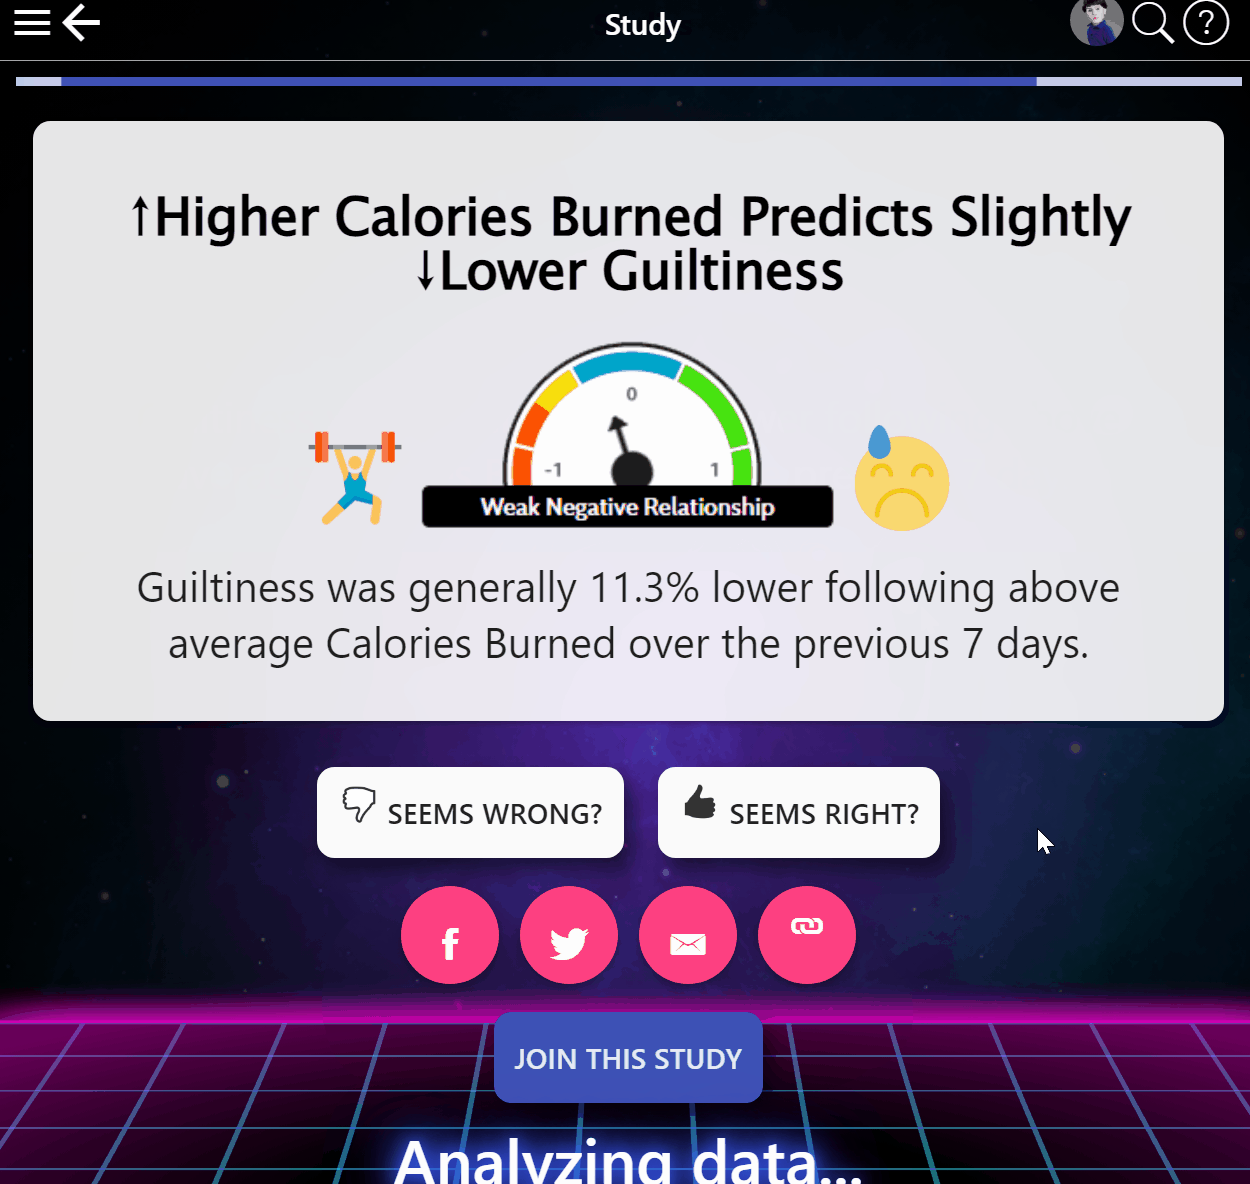 Study
?
↑Higher Calories Burned Predicts Slightly
↓Lower Guiltiness
0
-1
1
Weak Negative Relationship
Guiltiness was generally 11.3% lower following above
average Calories Burned over the previous 7 days.
SEEMS WRONG?
SEEMS RIGHT?
f
JOIN THIS STUDY
Analyzing data...